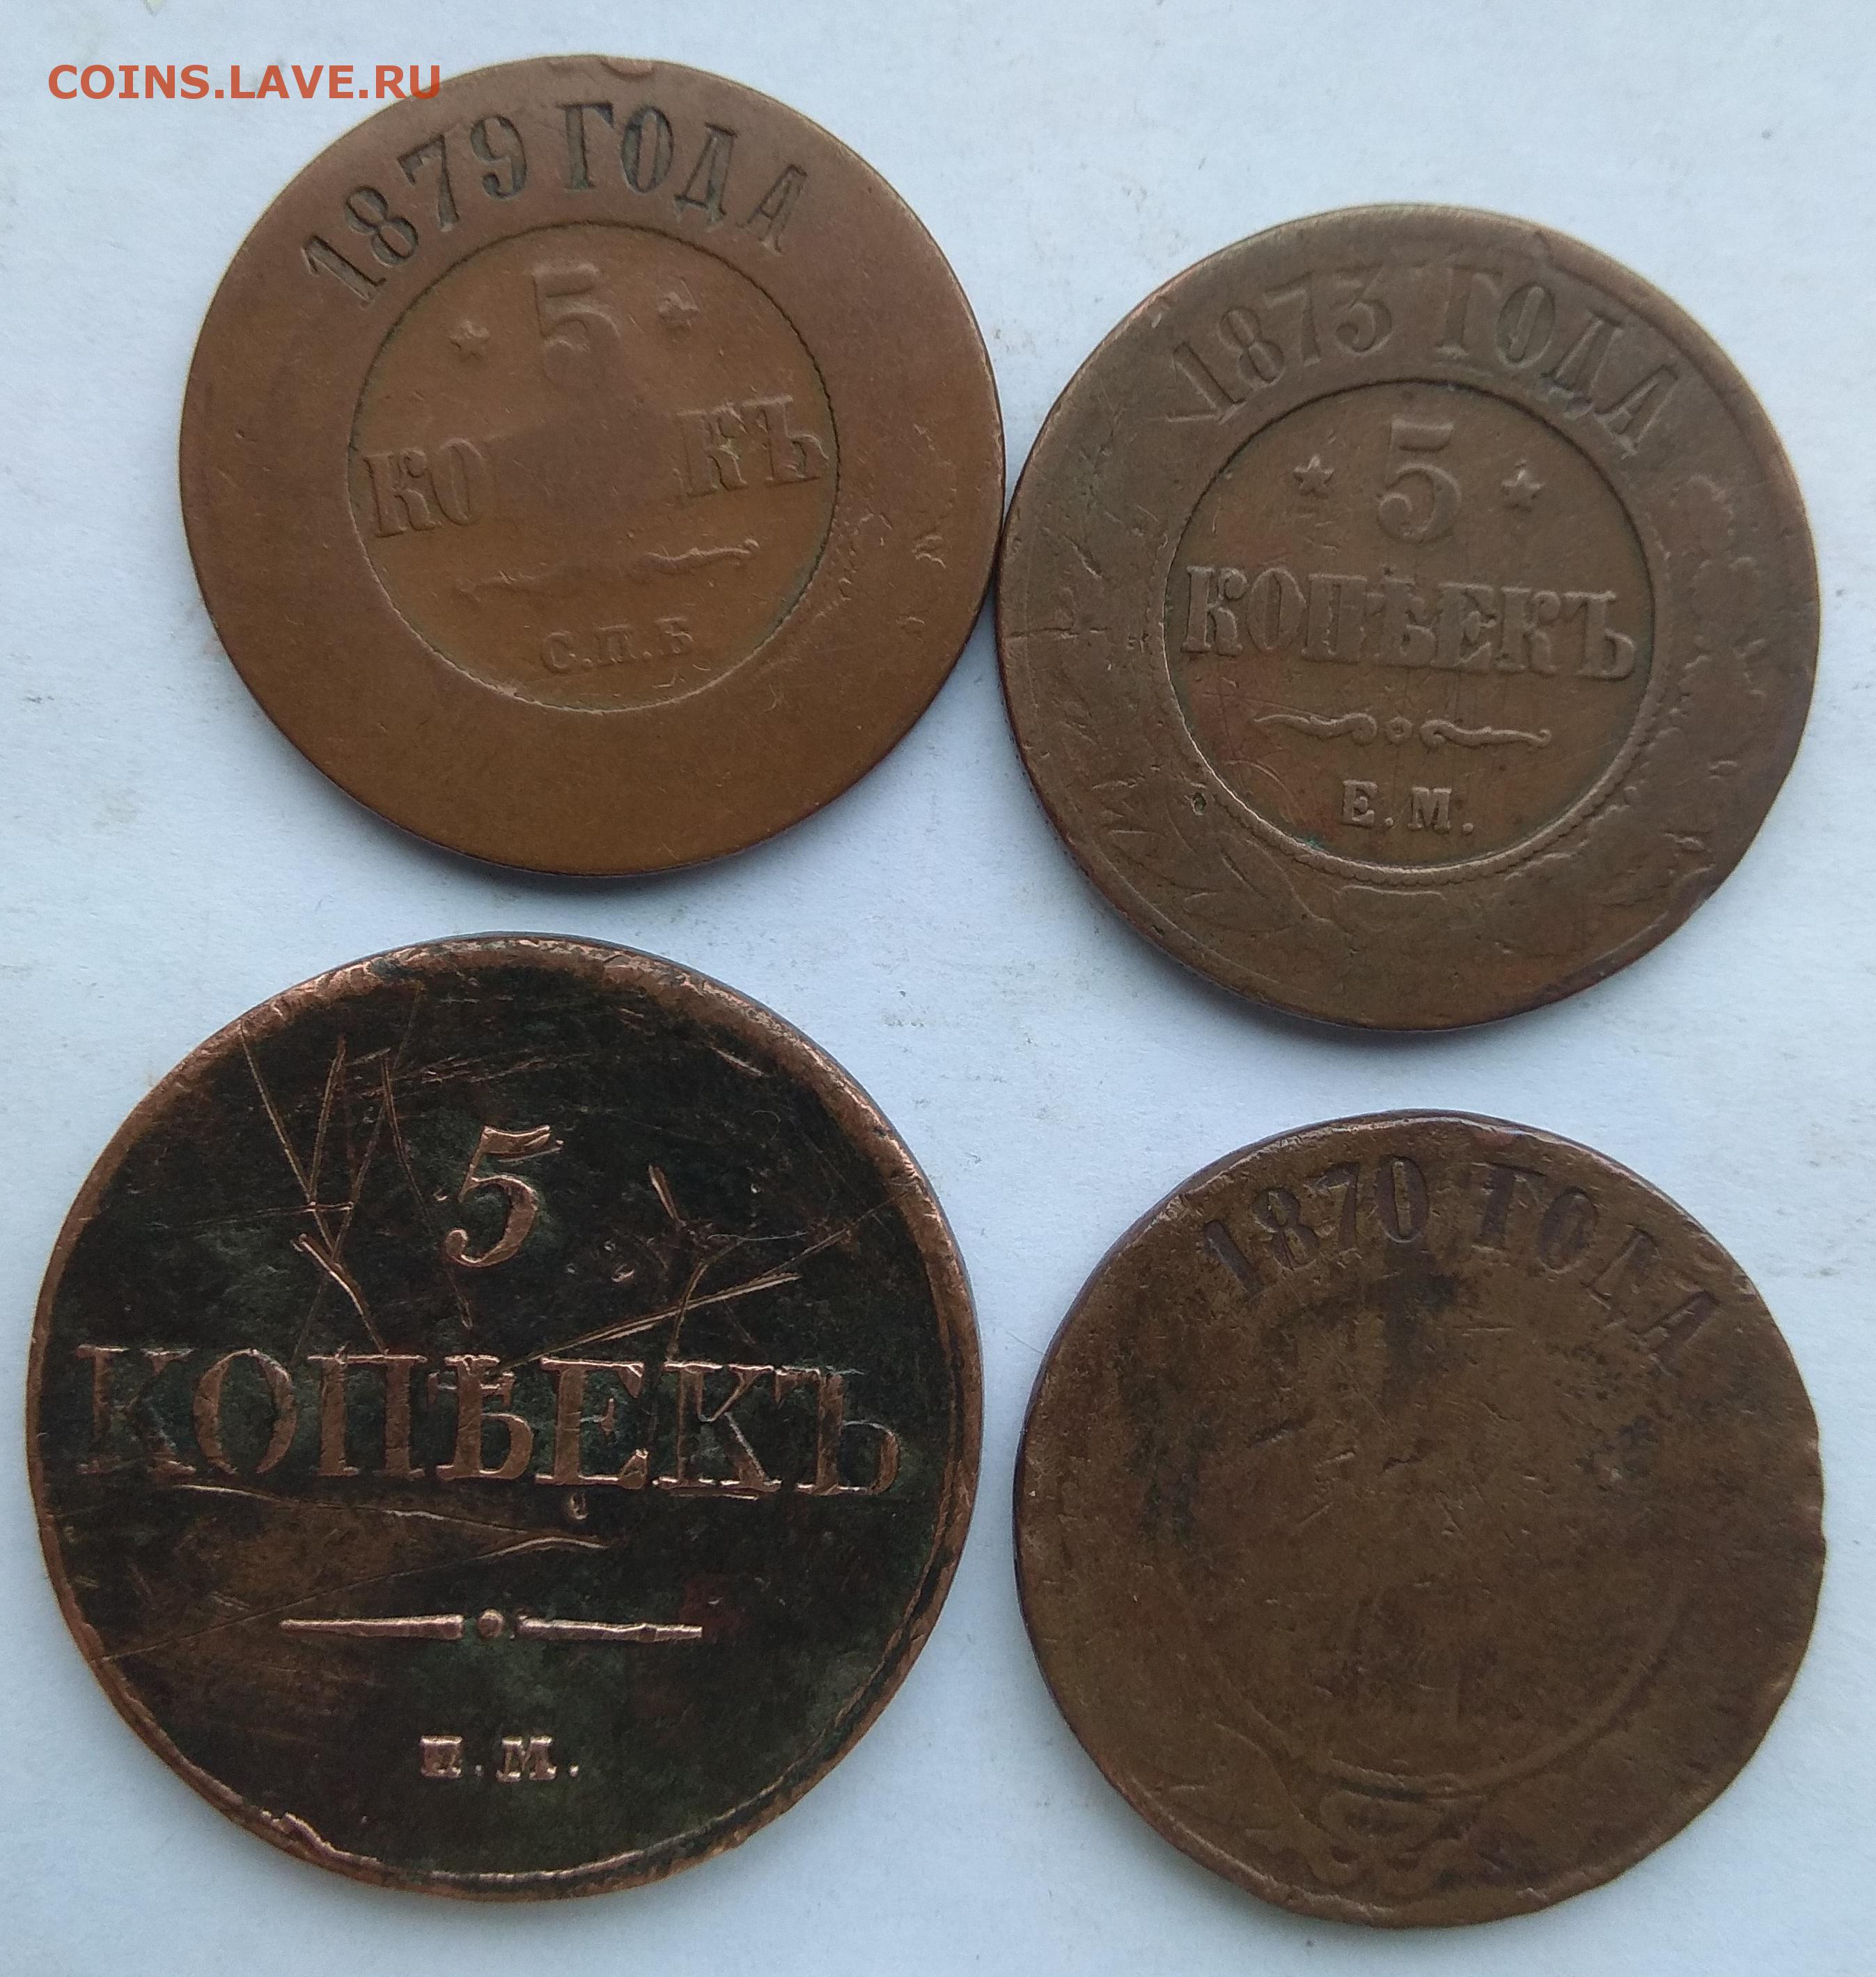 COINS.LAVE.RU
1879 ГОДА
5
КО КЪ
С.П.Б
1873 ГОДА
5
КОПѢЕКЪ
Е.М.
5
КОПѢЕКЪ
Е.М.
1870 ГОДА